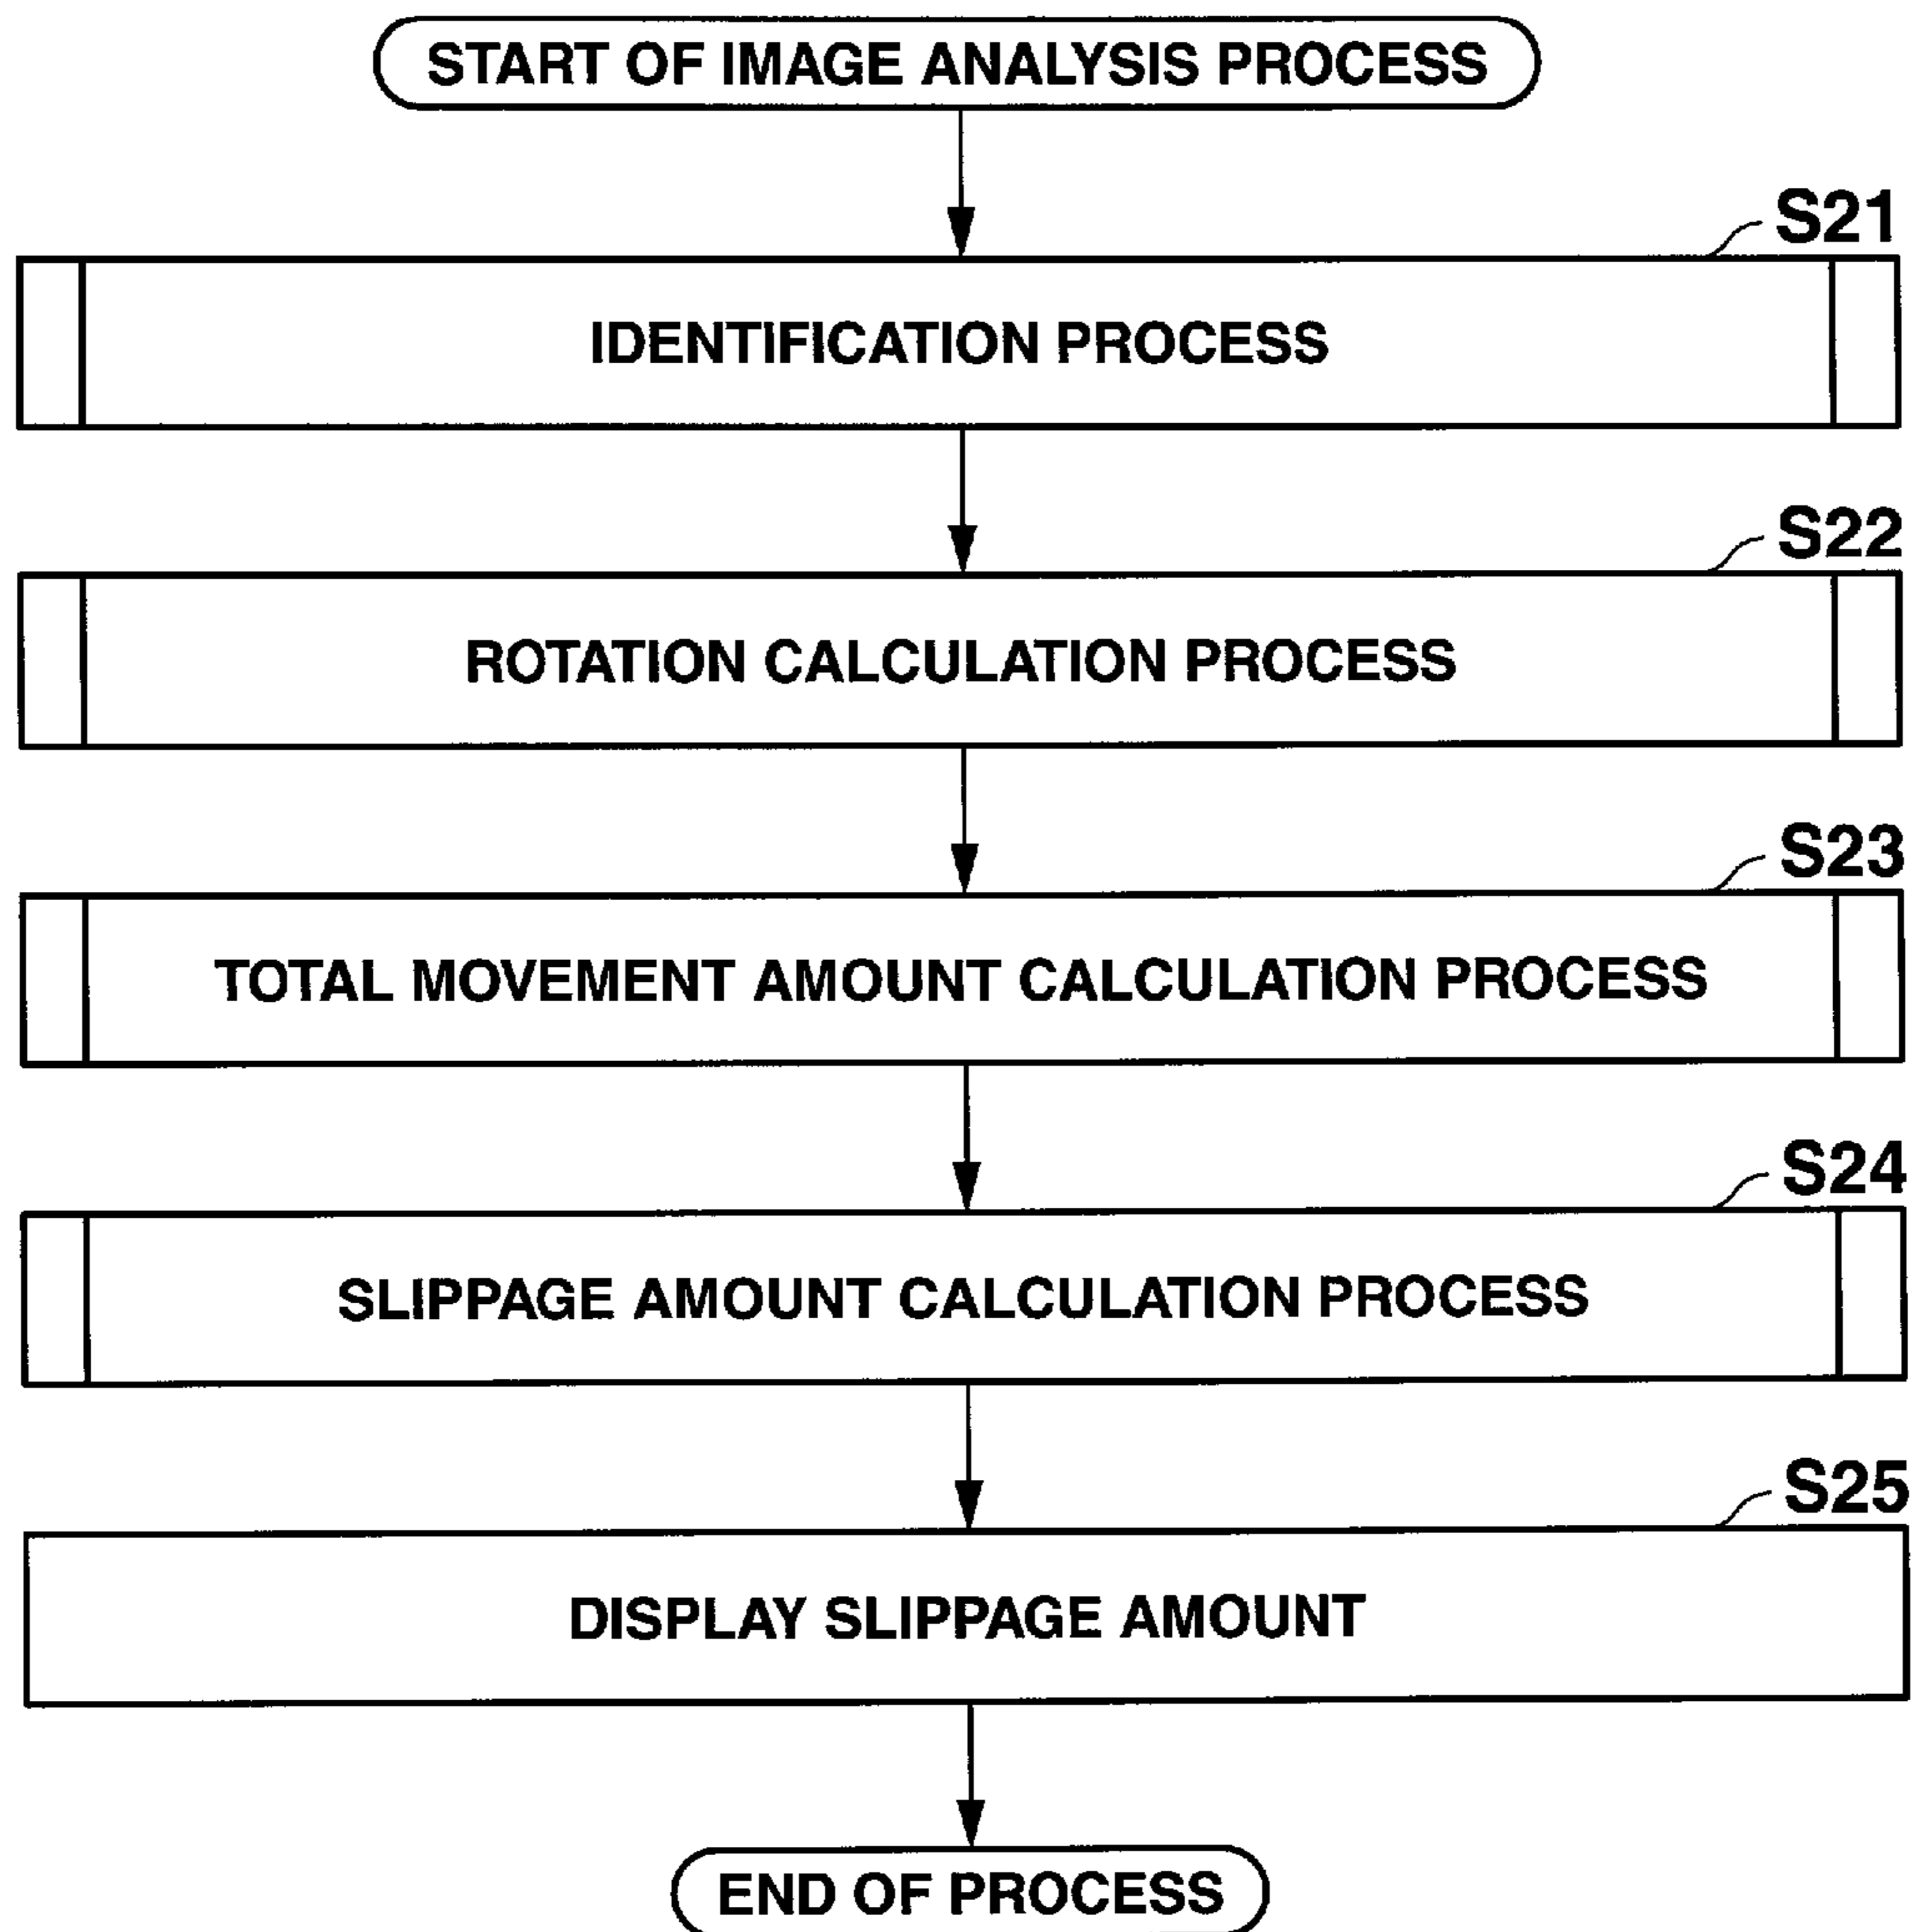 START OF IMAGE ANALYSIS PROCESS
S21
IDENTIFICATION PROCESS
S22
ROTATION CALCULATION PROCESS
S23
TOTAL MOVEMENT AMOUNT CALCULATION PROCESS
S24
SLIPPAGE AMOUNT CALCULATION PROCESS
S25
DISPLAY SLIPPAGE AMOUNT
END OF PROCESS